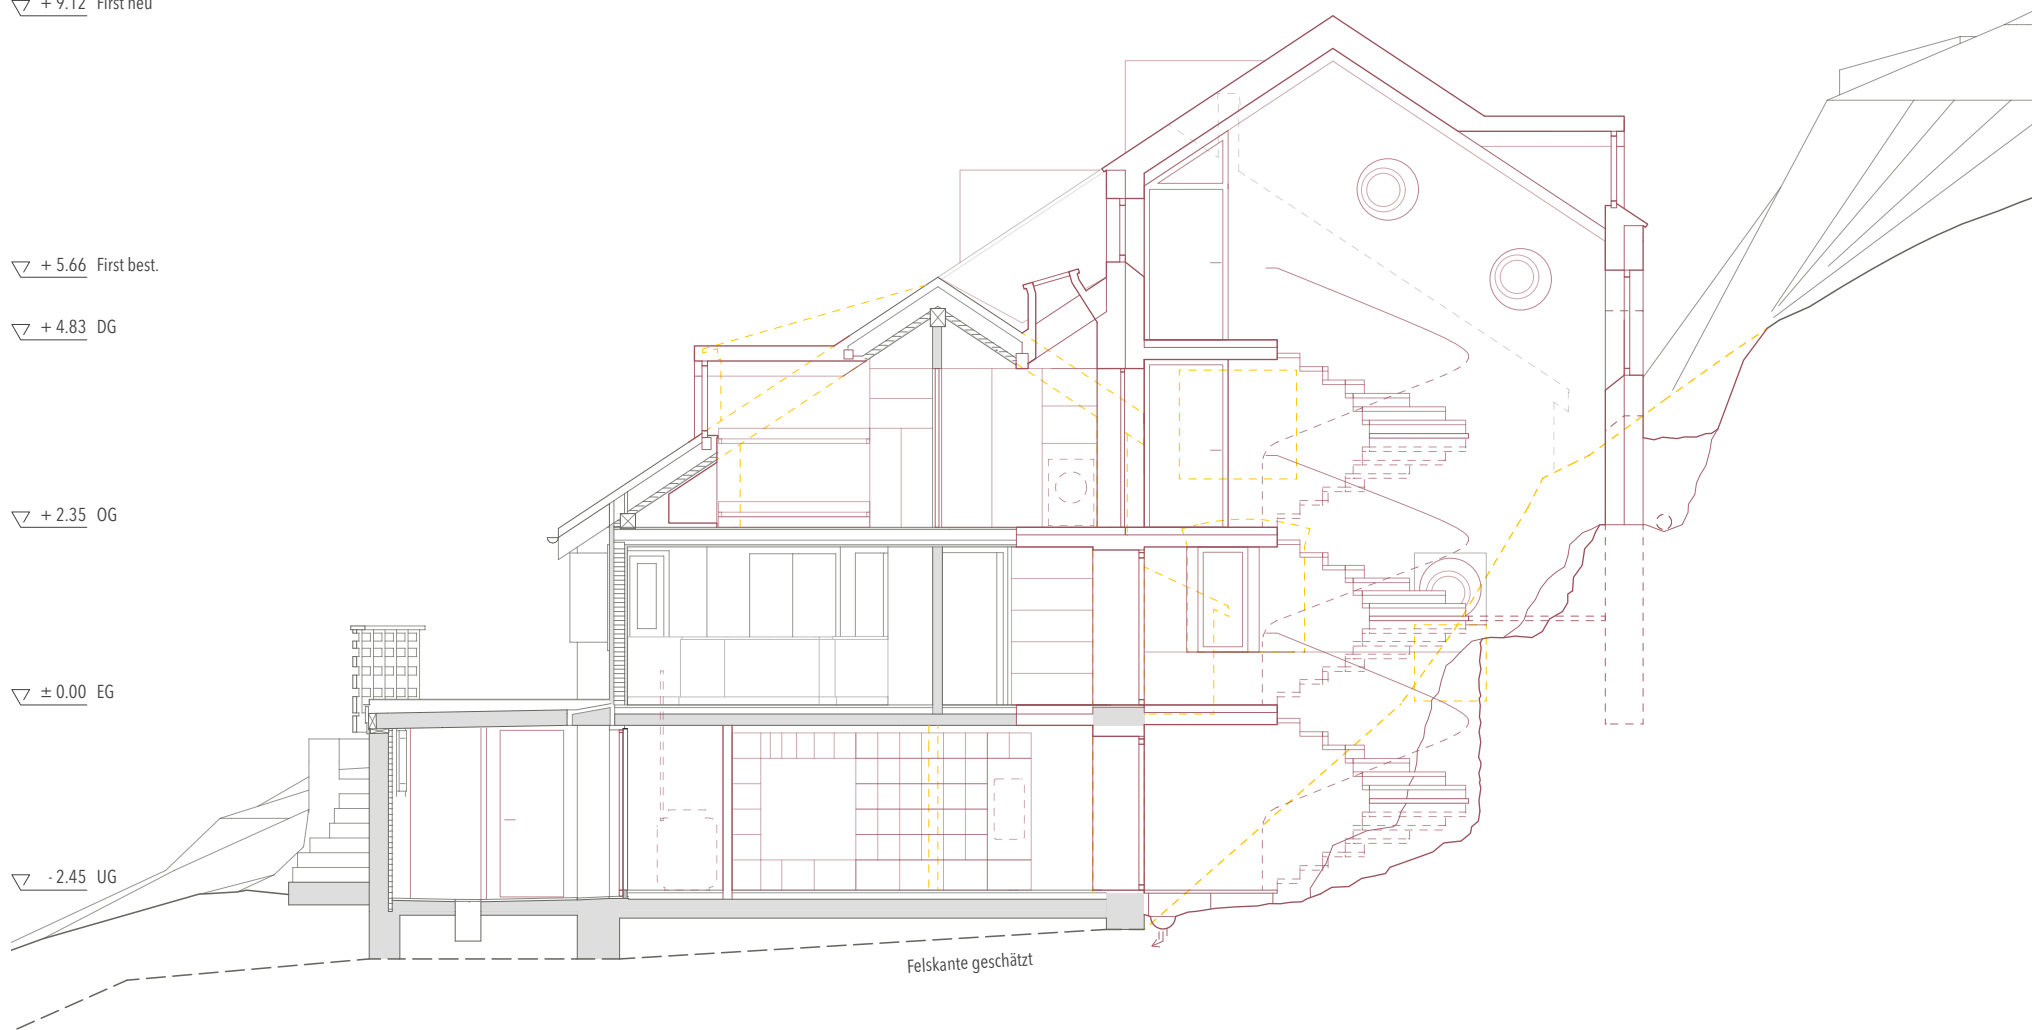 + 9.12 First neu
+ 5.66 First best.
+ 4.83 DG
+ 2.35 OG
± 0.00 EG
- 2.45 UG
Felskante geschätzt